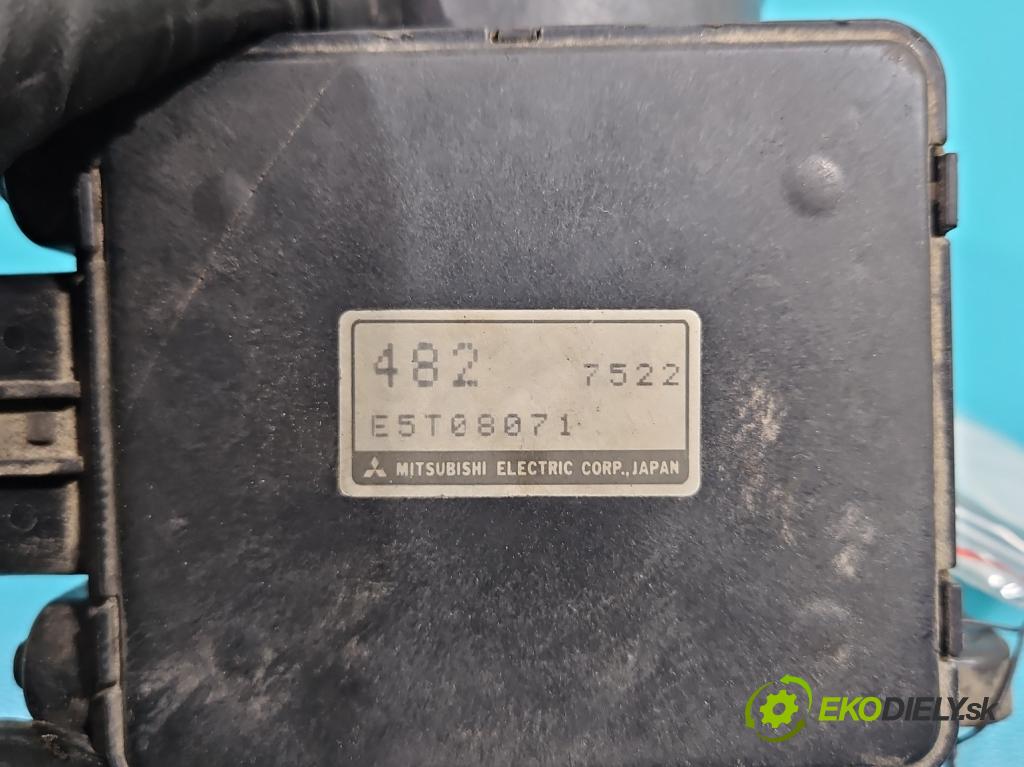 482 7522
E5T08071
MITSUBISHI ELECTRIC CORP., JAPAN
EKODIELY.sk